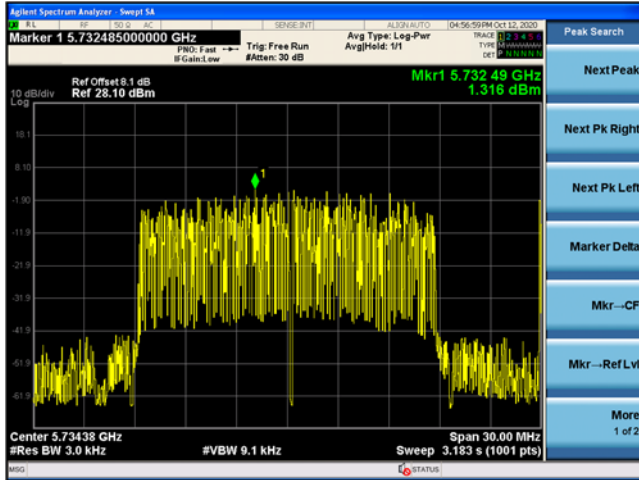 Agilent Spectrum Analyzer - Swept SA
RL RF 50 Ω AC SENSE:INT ALIGN AUTO 04:56:59 PM Oct 12, 2020
Marker 1 5.732485000000 GHz
PNO: Fast
IFGain:Low
Trig: Free Run
#Atten: 30 dB
Avg Type: Log-Pwr
Avg|Hold: 1/1
TRACE 1 2 3 4 5 6
TYPE M
DET P N N N N N
Ref Offset 8.1 dB
10 dB/div Ref 28.10 dBm
Log
Mkr1 5.732 49 GHz
1.316 dBm
18.1
8.10
-1.90
-11.9
-21.9
-31.9
-41.9
-51.9
-61.9
1
Center 5.73438 GHz Span 30.00 MHz
#Res BW 3.0 kHz #VBW 9.1 kHz Sweep 3.183 s (1001 pts)
MSG STATUS
Peak Search
Next Peak
Next Pk Right
Next Pk Left
Marker Delta
Mkr→CF
Mkr→Ref Lvl
More
1 of 2